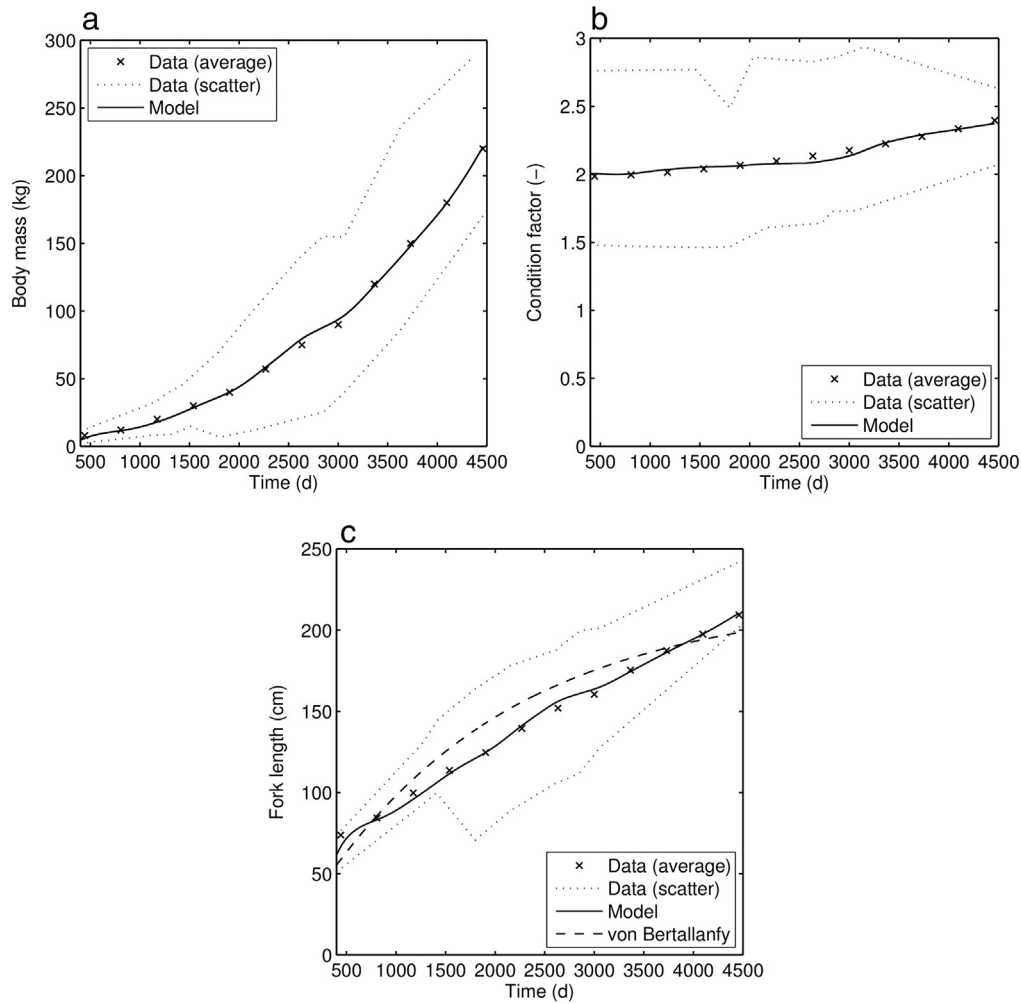 a
300
250
200
150
100
50
0
Body mass (kg)
Data (average)
Data (scatter)
Model
500 1000 1500 2000 2500 3000 3500 4000 4500
Time (d)
b
3
2.5
2
1.5
1
0.5
0
Condition factor (–)
Data (average)
Data (scatter)
Model
500 1000 1500 2000 2500 3000 3500 4000 4500
Time (d)
c
250
200
150
100
50
0
Fork length (cm)
Data (average)
Data (scatter)
Model
von Bertallanfy
500 1000 1500 2000 2500 3000 3500 4000 4500
Time (d)